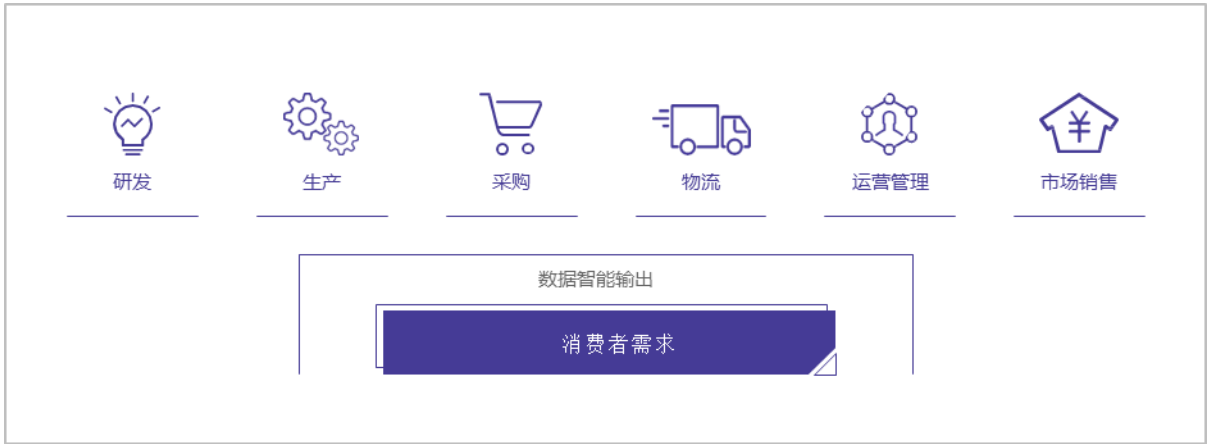 研发
生产
采购
物流
运营管理
市场销售
数据智能输出
消费者需求